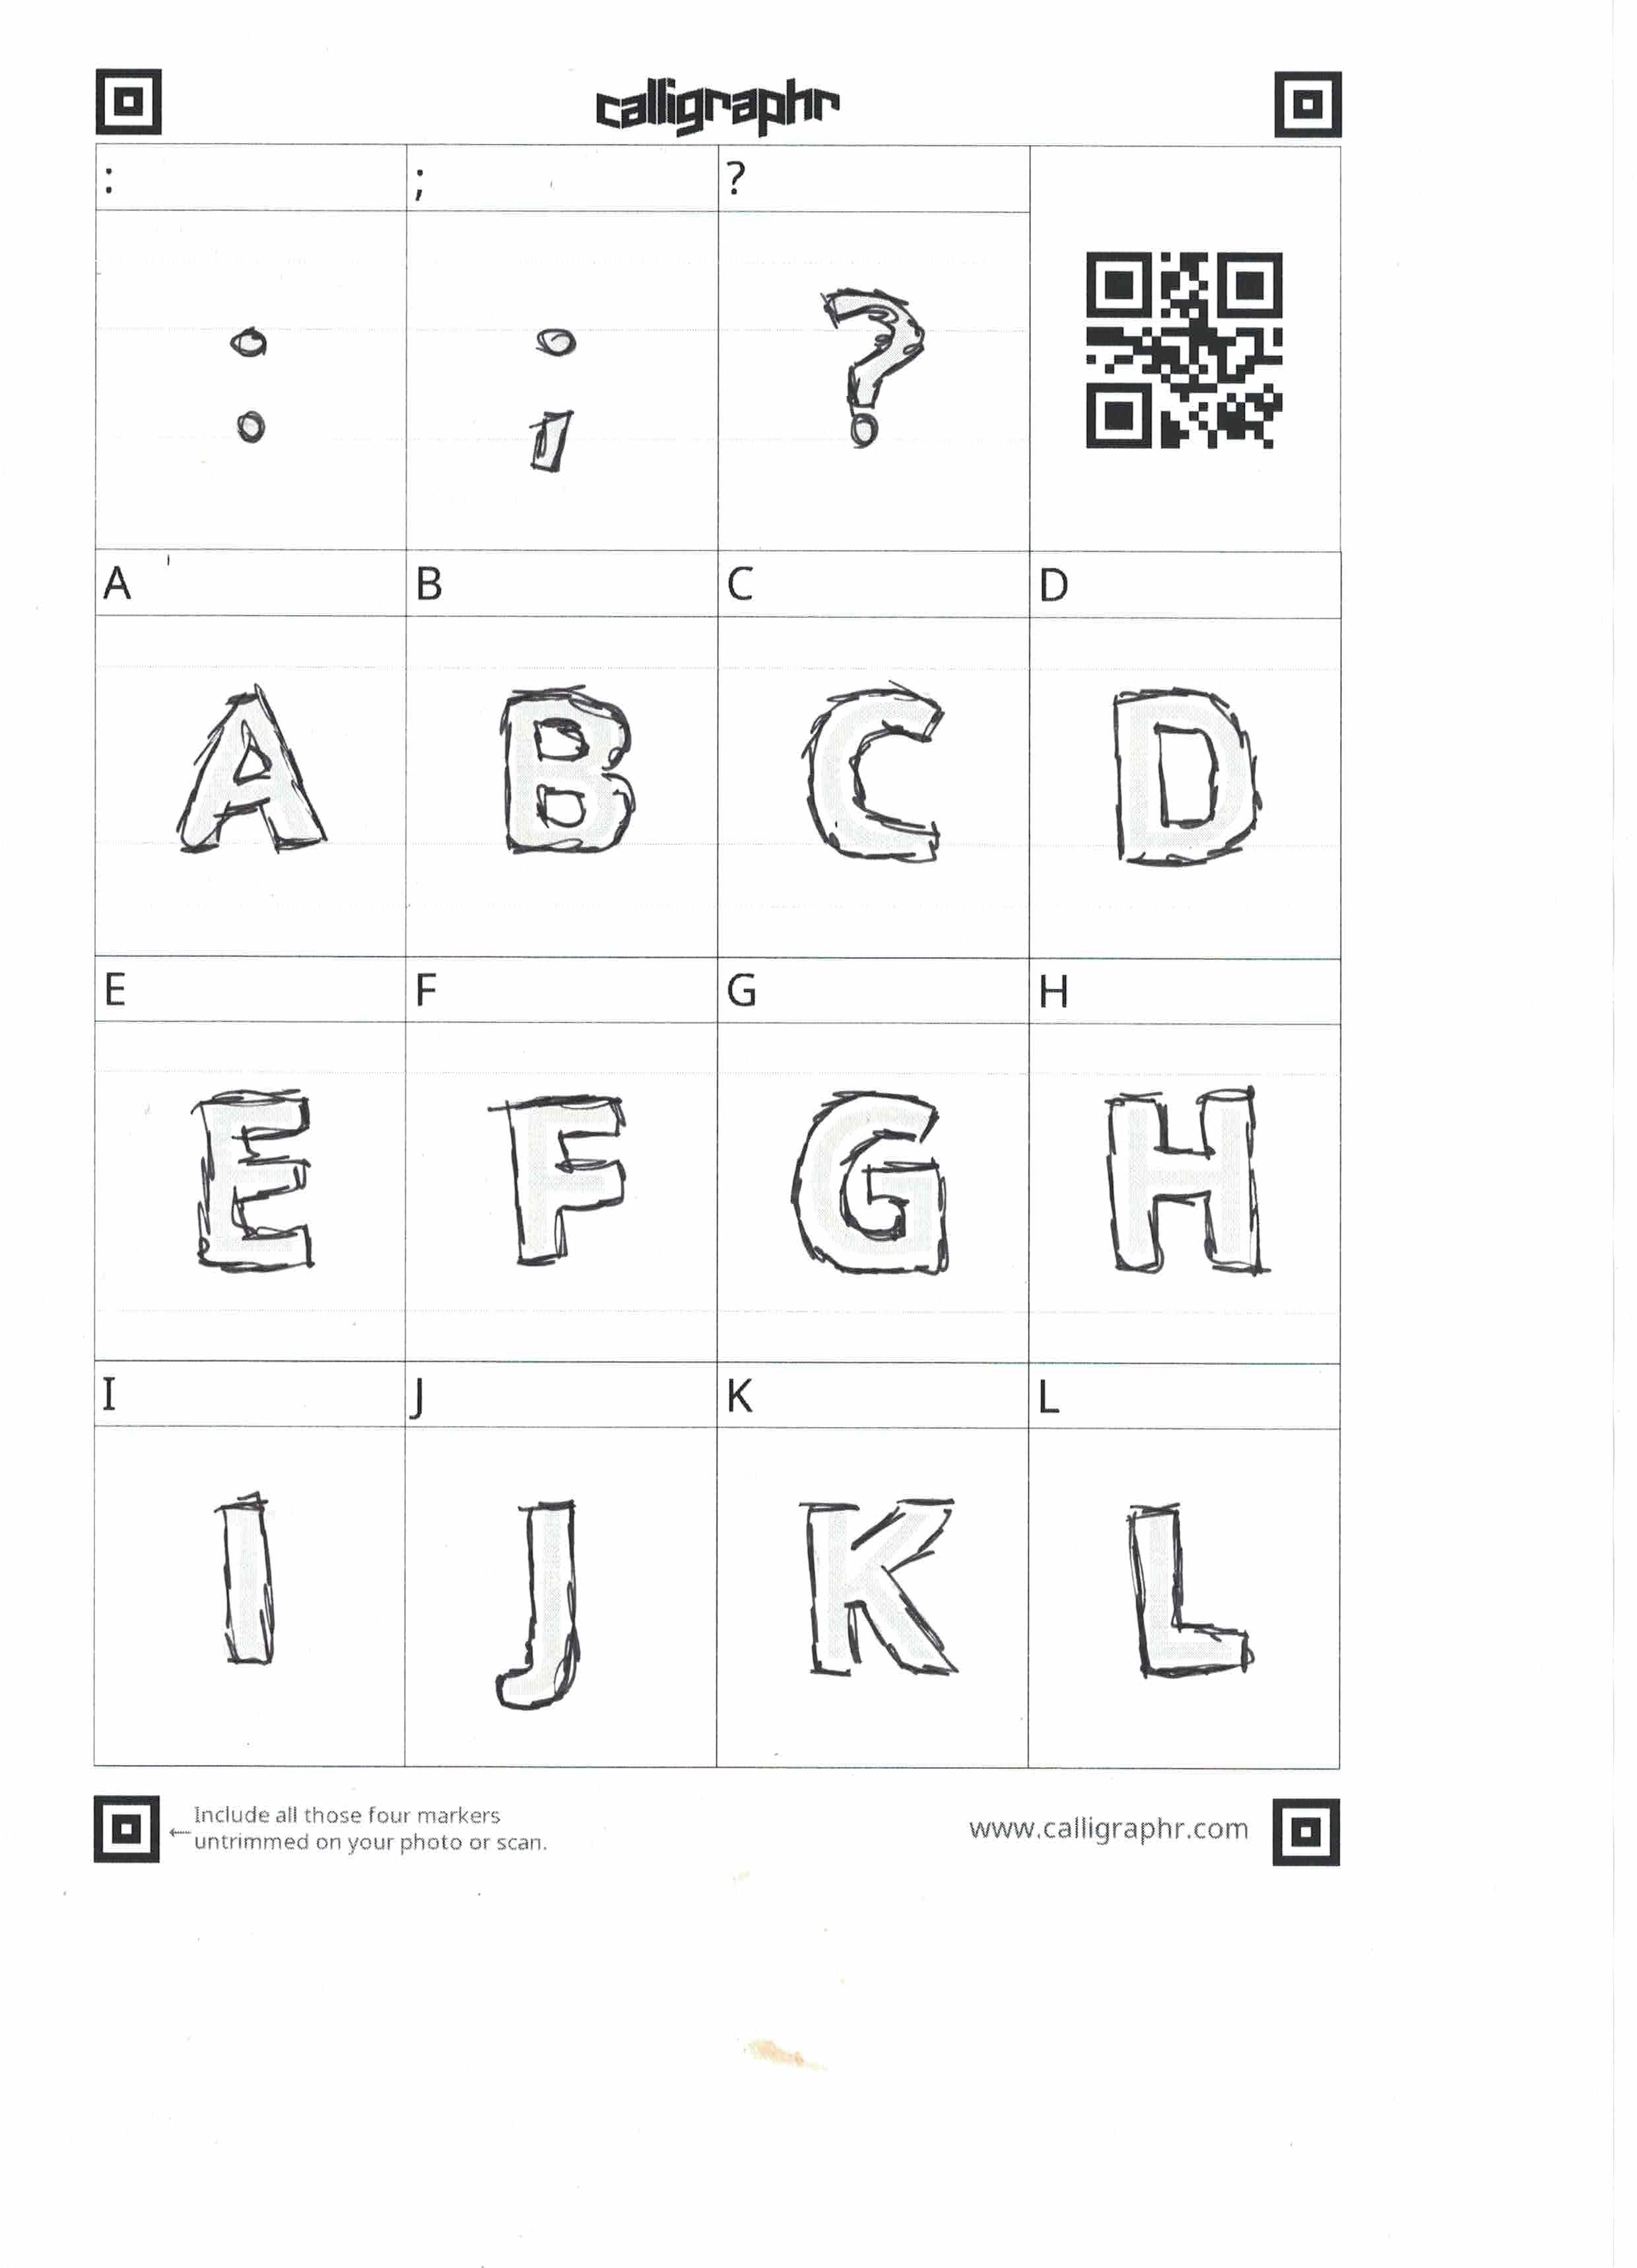 calligraphr
: ; ?
: ; ?
A B C D
A B C D
E F G H
E F G H
I J K L
I J K L
← Include all those four markers
untrimmed on your photo or scan.
www.calligraphr.com